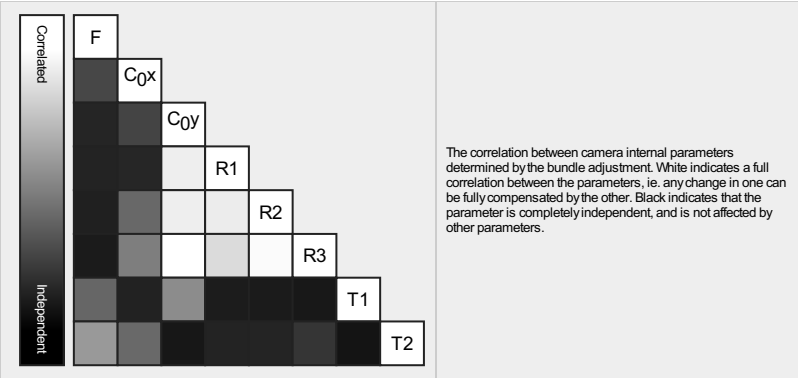 Correlated
Independent
F
C0x
C0y
R1
R2
R3
T1
T2
The correlation between camera internal parameters
determined by the bundle adjustment. White indicates a full
correlation between the parameters, ie. any change in one can
be fully compensated by the other. Black indicates that the
parameter is completely independent, and is not affected by
other parameters.